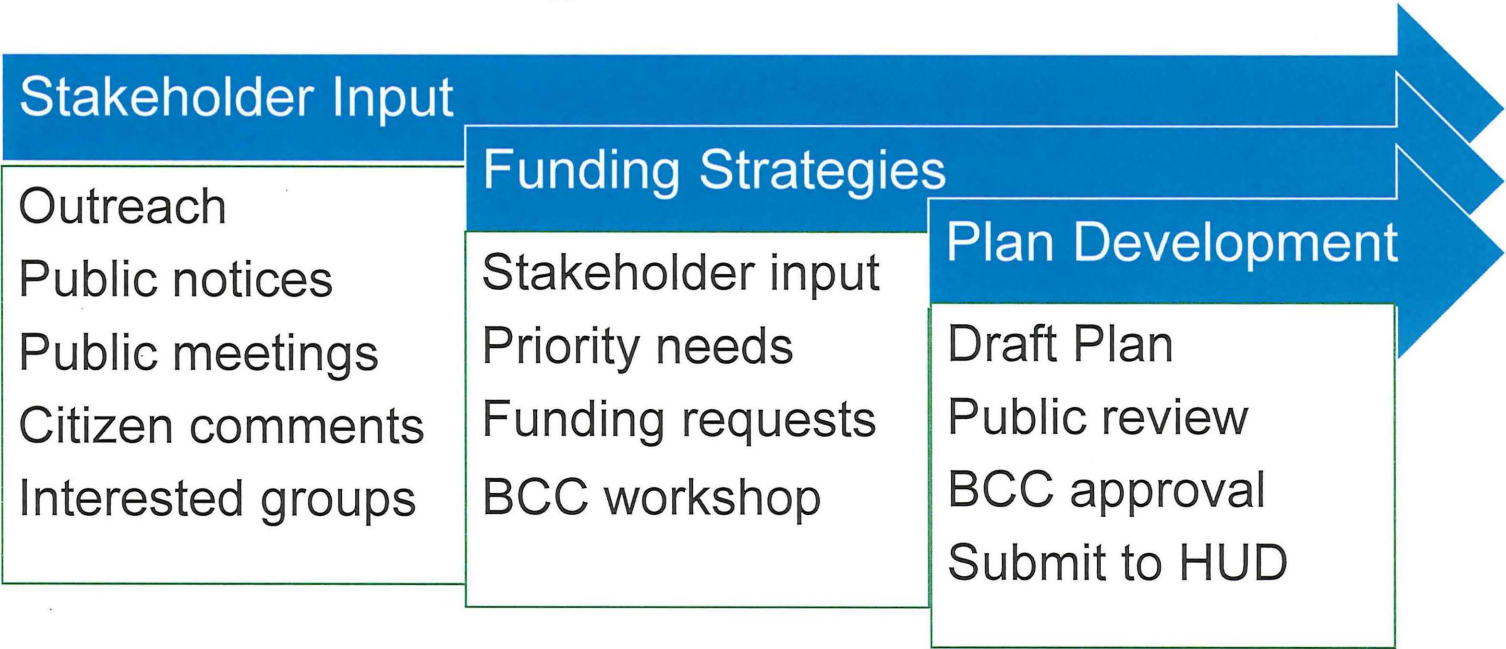 Stakeholder Input
Outreach
Public notices
Public meetings
Citizen comments
Interested groups
Funding Strategies
Stakeholder input
Priority needs
Funding requests
BCC workshop
Plan Development
Draft Plan
Public review
BCC approval
Submit to HUD